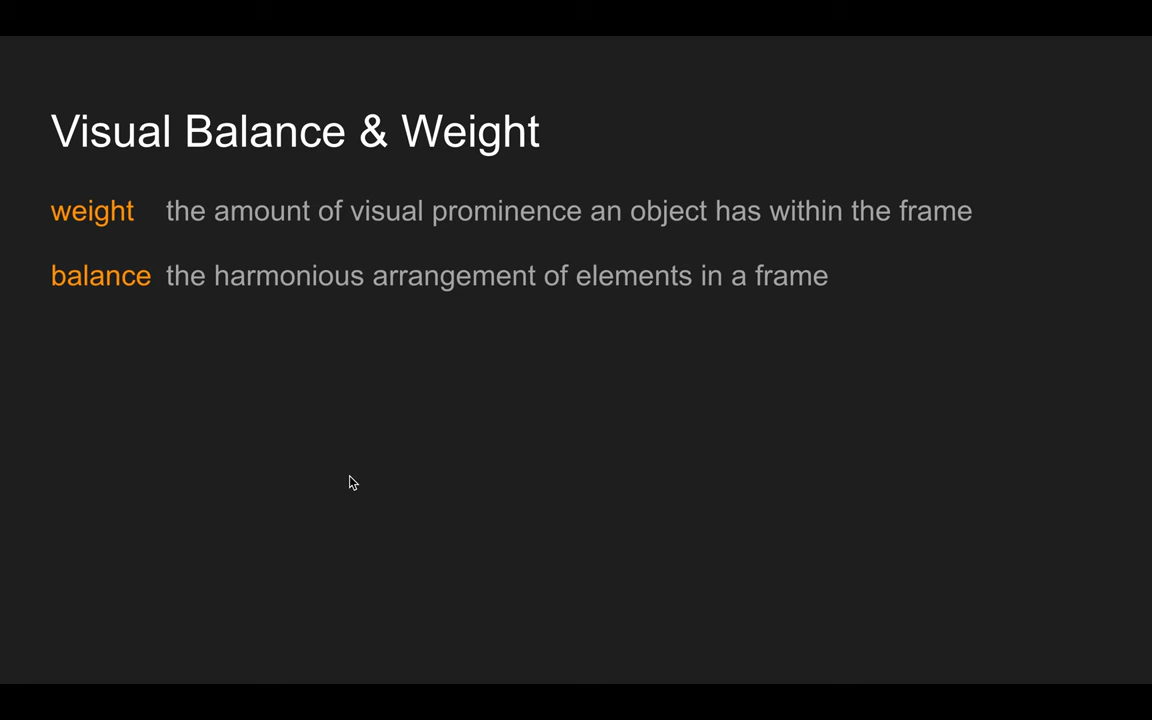 Visual Balance & Weight
weight the amount of visual prominence an object has within the frame
balance the harmonious arrangement of elements in a frame